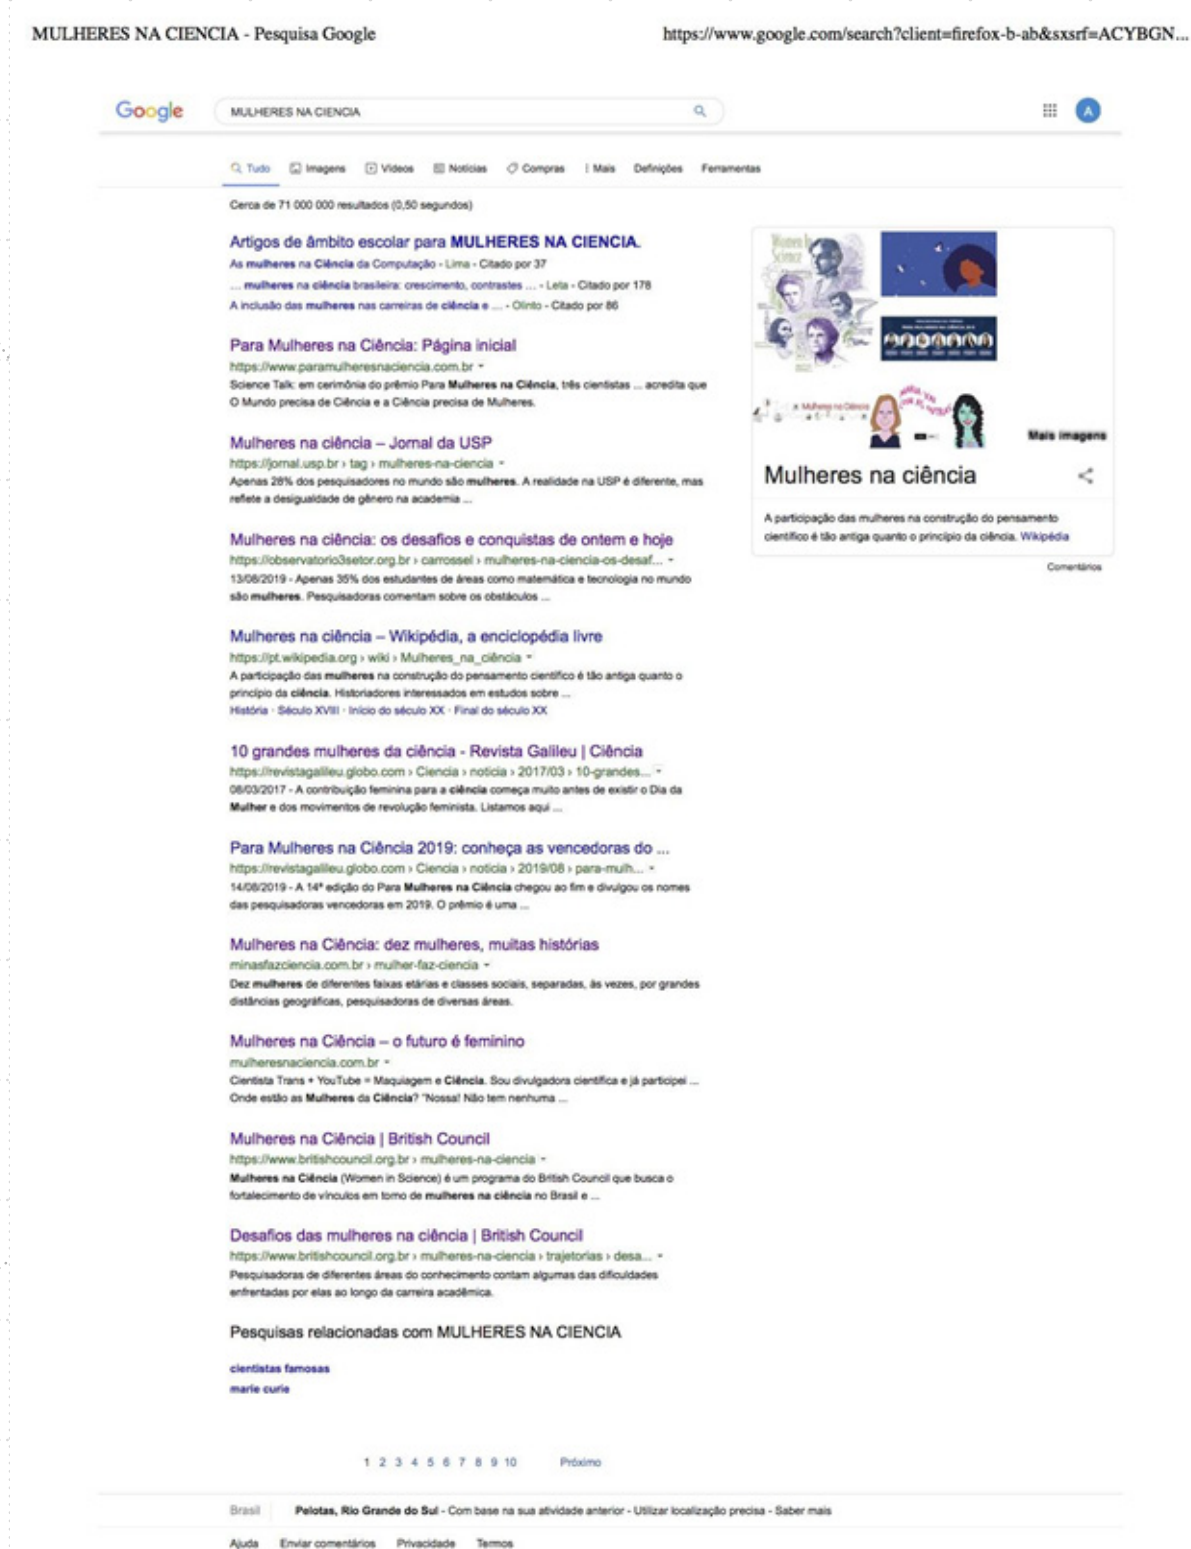 MULHERES NA CIENCIA - Pesquisa Google
https://www.google.com/search?client=firefox-b-ab&sxsrf=ACYBGN...
Google
MULHERES NA CIENCIA
A
Tudo Imagens Vídeos Notícias Compras Mais Definições Ferramentas
Cerca de 71 000 000 resultados (0,50 segundos)
Artigos de âmbito escolar para MULHERES NA CIENCIA.
As mulheres na Ciência da Computação - Lima - Citado por 37
... mulheres na ciência brasileira: crescimento, contrastes ... - Leta - Citado por 178
A inclusão das mulheres nas carreiras de ciência e ... - Olinto - Citado por 86
Para Mulheres na Ciência: Página inicial
https://www.paramulheresnaciencia.com.br
Science Talk: em cerimônia do prêmio Para Mulheres na Ciência, três cientistas ... acredita que
O Mundo precisa de Ciência e a Ciência precisa de Mulheres.
Mulheres na ciência – Jornal da USP
https://jornal.usp.br › tag › mulheres-na-ciencia
Apenas 28% dos pesquisadores no mundo são mulheres. A realidade na USP é diferente, mas
reflete a desigualdade de gênero na academia ...
Mulheres na ciência: os desafios e conquistas de ontem e hoje
https://observatorio3setor.org.br › carrossel › mulheres-na-ciencia-os-desaf...
13/08/2019 - Apenas 35% dos estudantes de áreas como matemática e tecnologia no mundo
são mulheres. Pesquisadoras comentam sobre os obstáculos ...
Mulheres na ciência – Wikipédia, a enciclopédia livre
https://pt.wikipedia.org › wiki › Mulheres_na_ciência
A participação das mulheres na construção do pensamento científico é tão antiga quanto o
princípio da ciência. Historiadores interessados em estudos sobre ...
História · Século XVIII · Início do século XX · Final do século XX
10 grandes mulheres da ciência - Revista Galileu | Ciência
https://revistagalileu.globo.com › Ciencia › noticia › 2017/03 › 10-grandes...
08/03/2017 - A contribuição feminina para a ciência começa muito antes de existir o Dia da
Mulher e dos movimentos de revolução feminista. Listamos aqui ...
Para Mulheres na Ciência 2019: conheça as vencedoras do ...
https://revistagalileu.globo.com › Ciencia › noticia › 2019/08 › para-mulh...
14/08/2019 - A 14ª edição do Para Mulheres na Ciência chegou ao fim e divulgou os nomes
das pesquisadoras vencedoras em 2019. O prêmio é uma ...
Mulheres na Ciência: dez mulheres, muitas histórias
minasfazciencia.com.br › mulher-faz-ciencia
Dez mulheres de diferentes faixas etárias e classes sociais, separadas, às vezes, por grandes
distâncias geográficas, pesquisadoras de diversas áreas.
Mulheres na Ciência – o futuro é feminino
mulheresnaciencia.com.br
Cientista Trans + YouTube = Maquiagem e Ciência. Sou divulgadora científica e já participei ...
Onde estão as Mulheres da Ciência? "Nossa! Não tem nenhuma ...
Mulheres na Ciência | British Council
https://www.britishcouncil.org.br › mulheres-na-ciencia
Mulheres na Ciência (Women in Science) é um programa do British Council que busca o
fortalecimento de vínculos em torno de mulheres na ciência no Brasil e ...
Desafios das mulheres na ciência | British Council
https://www.britishcouncil.org.br › mulheres-na-ciencia › trajetorias › desa...
Pesquisadoras de diferentes áreas do conhecimento contam algumas das dificuldades
enfrentadas por elas ao longo da carreira acadêmica.
Women In
Science
Mulheres na Ciência
Mais imagens
Mulheres na ciência
A participação das mulheres na construção do pensamento
científico é tão antiga quanto o princípio da ciência. Wikipédia
Comentários
Pesquisas relacionadas com MULHERES NA CIENCIA
cientistas famosas
marie curie
1 2 3 4 5 6 7 8 9 10 Próximo
Brasil Pelotas, Rio Grande do Sul - Com base na sua atividade anterior - Utilizar localização precisa - Saber mais
Ajuda Enviar comentários Privacidade Termos